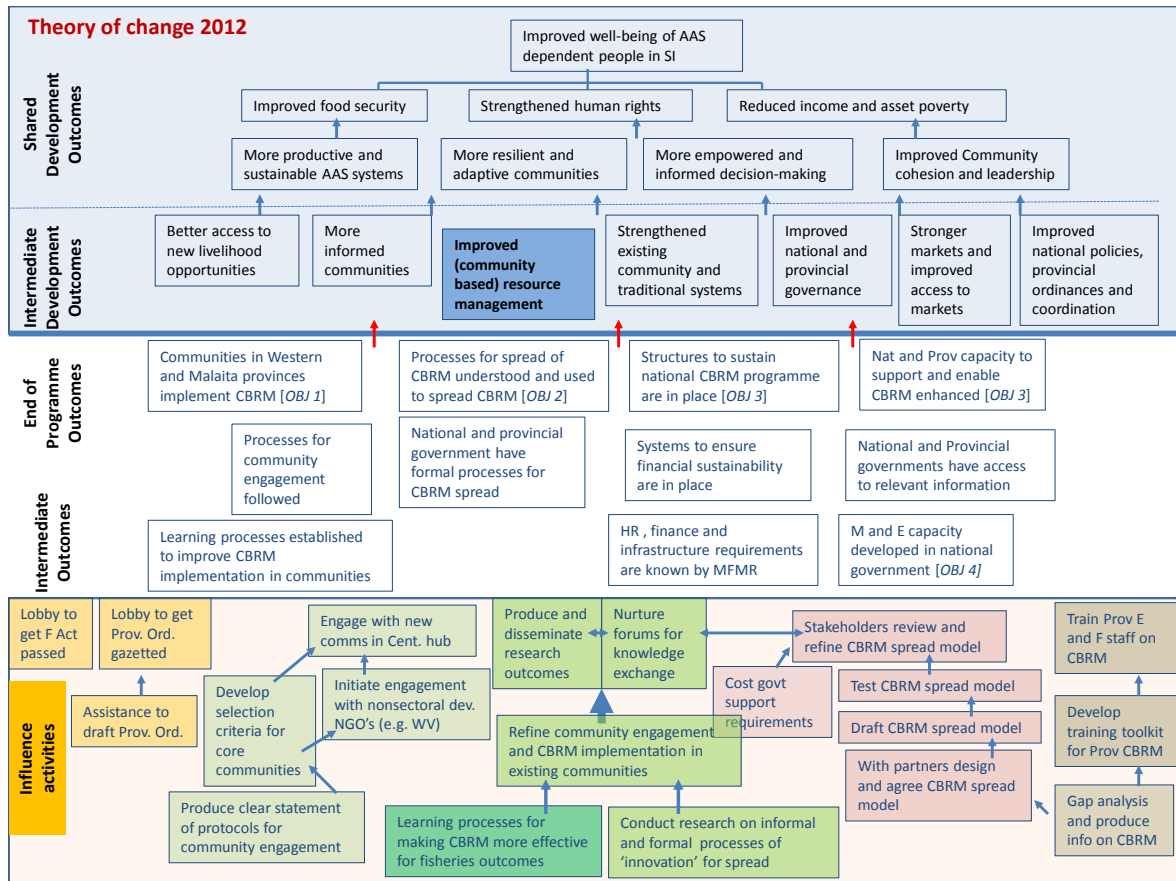 Theory of change 2012
Shared
Development
Outcomes
Improved well-being of AAS
dependent people in SI
Improved food security
Strengthened human rights
Reduced income and asset poverty
More productive and
sustainable AAS systems
More resilient and
adaptive communities
More empowered and
informed decision-making
Improved Community
cohesion and leadership
Intermediate
Development
Outcomes
Better access to
new livelihood
opportunities
More
informed
communities
Improved
(community
based) resource
management
Strengthened
existing
community and
traditional systems
Improved
national and
provincial
governance
Stronger
markets and
improved
access to
markets
Improved
national policies,
provincial
ordinances and
coordination
End of
Programme
Outcomes
Communities in Western
and Malaita provinces
implement CBRM [OBJ 1]
Processes for spread of
CBRM understood and used
to spread CBRM [OBJ 2]
Structures to sustain
national CBRM programme
are in place [OBJ 3]
Nat and Prov capacity to
support and enable
CBRM enhanced [OBJ 3]
Intermediate
Outcomes
Processes for
community
engagement
followed
National and provincial
government have
formal processes for
CBRM spread
Systems to ensure
financial sustainability
are in place
National and Provincial
governments have access
to relevant information
Learning processes established
to improve CBRM
implementation in communities
HR , finance and
infrastructure requirements
are known by MFMR
M and E capacity
developed in national
government [OBJ 4]
Influence
activities
Lobby to
get F Act
passed
Lobby to get
Prov. Ord.
gazetted
Assistance to
draft Prov. Ord.
Engage with new
comms in Cent. hub
Develop
selection
criteria for
core
communities
Initiate engagement
with nonsectoral dev.
NGO's (e.g. WV)
Produce clear statement
of protocols for
community engagement
Produce and
disseminate
research
outcomes
Nurture
forums for
knowledge
exchange
Refine community engagement
and CBRM implementation in
existing communities
Learning processes for
making CBRM more effective
for fisheries outcomes
Conduct research on informal
and formal processes of
‘innovation’ for spread
Stakeholders review and
refine CBRM spread model
Cost govt
support
requirements
Test CBRM spread model
Draft CBRM spread model
With partners design
and agree CBRM spread
model
Train Prov E
and F staff on
CBRM
Develop
training toolkit
for Prov CBRM
Gap analysis
and produce
info on CBRM